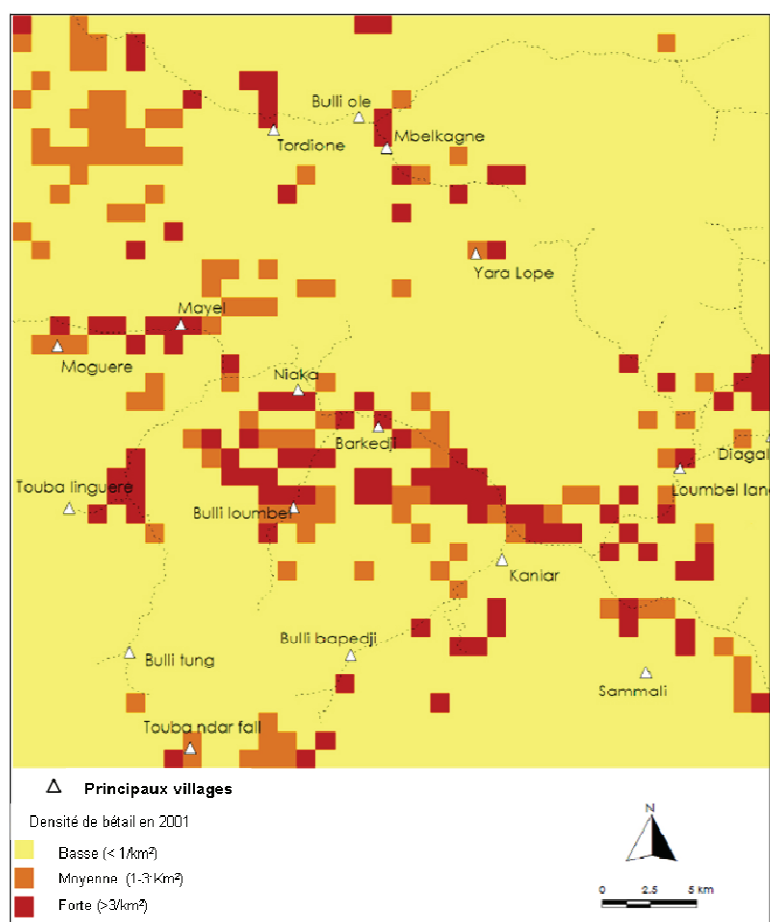 Bulli ole
Tordione
Mbelkagne
Yara Lope
Mayel
Moguere
Niaka
Barkedji
Diagal
Touba linguere
Bulli loumbel
Loumbel lan
Kaniar
Bulli bapedji
Bulli tung
Sammali
Touba ndar fall
Principaux villages
Densité de bétail en 2001
Basse (< 1/km²)
Moyenne (1-3:Km²)
Forte (>3/km²)
N
0 2.5 5 km